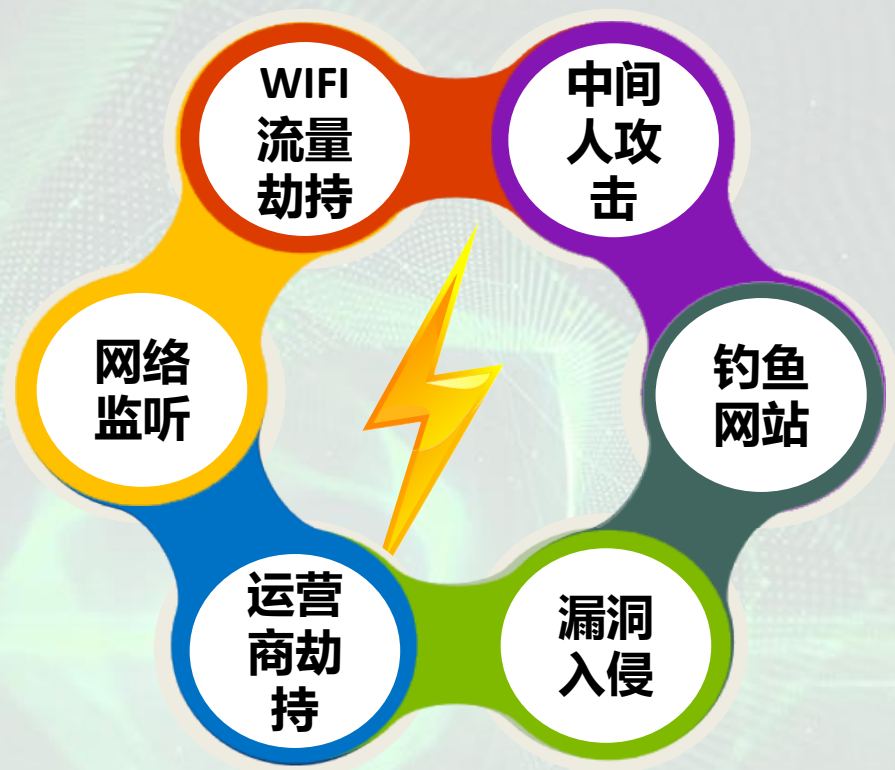 WIFI
流量
劫持
中间
人攻
击
网络
监听
钓鱼
网站
运营
商劫
持
漏洞
入侵